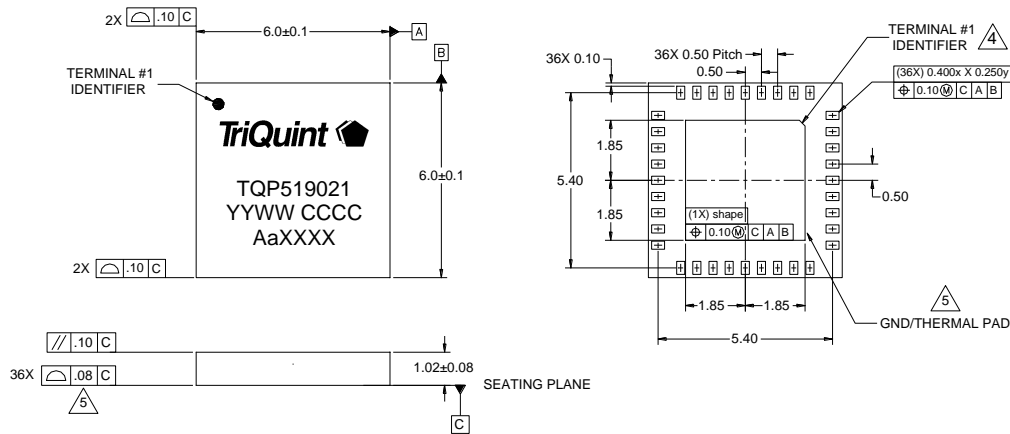 2X ⌓ .10 C
6.0±0.1
A
B
TERMINAL #1
IDENTIFIER
TriQuint
TQP519021
YYWW CCCC
AaXXXX
6.0±0.1
2X ⌓ .10 C
// .10 C
36X ⌓ .08 C
5
1.02±0.08
SEATING PLANE
C
TERMINAL #1
IDENTIFIER
4
36X 0.50 Pitch
36X 0.10
0.50
(36X) 0.400x X 0.250y
⌖ 0.10Ⓜ C A B
1.85
5.40
1.85
0.50
(1X) shape
⌖ 0.10Ⓜ C A B
5
GND/THERMAL PAD
1.85
1.85
5.40